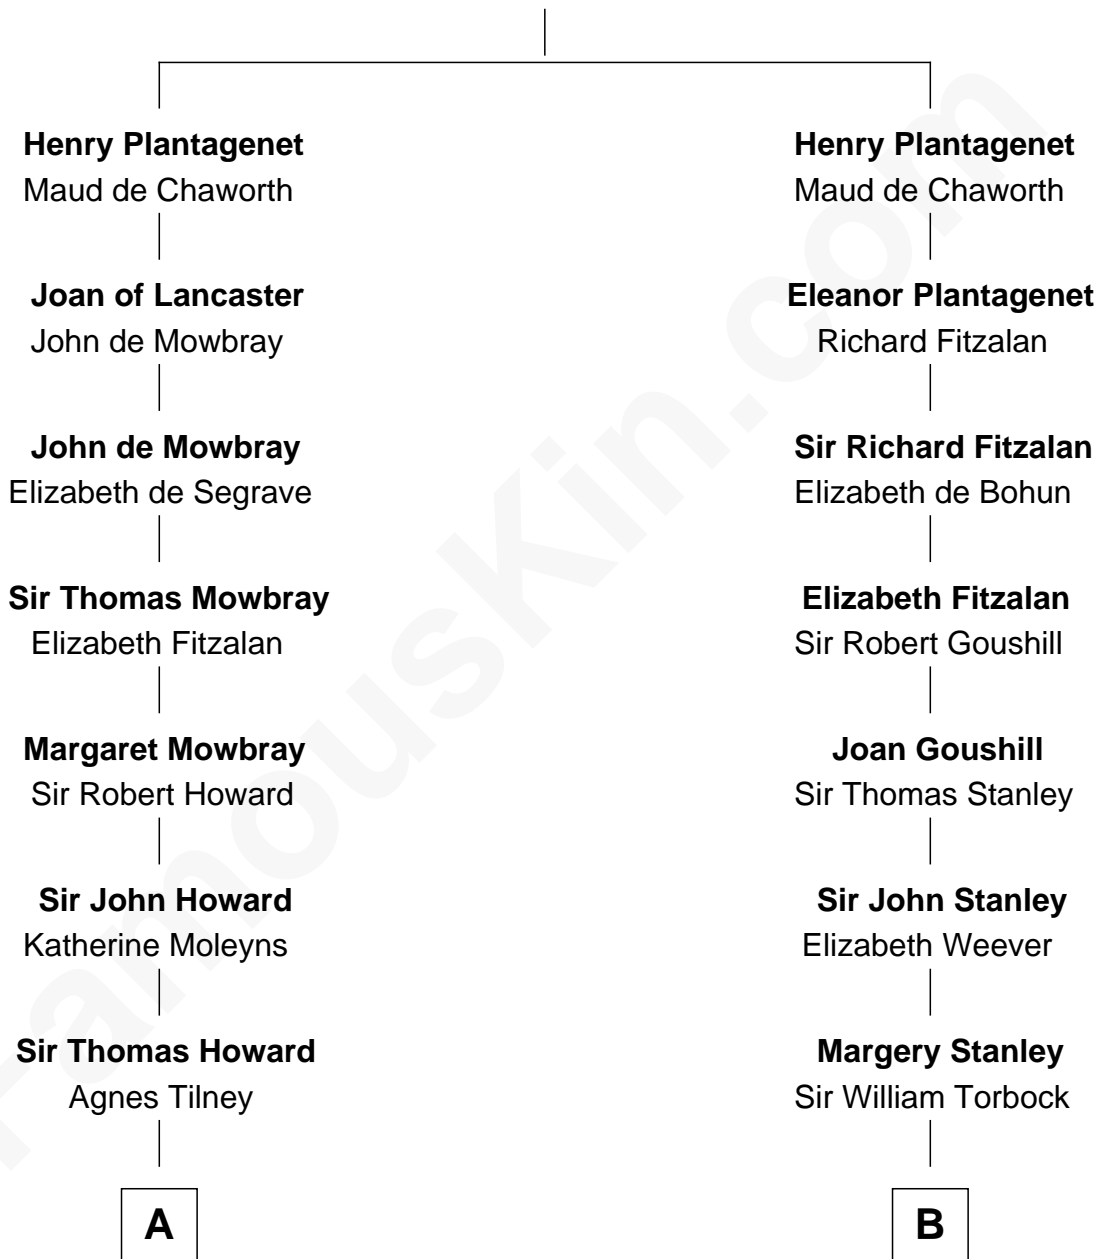 Henry Plantagenet
Maud de Chaworth
Joan of Lancaster
John de Mowbray
John de Mowbray
Elizabeth de Segrave
Sir Thomas Mowbray
Elizabeth Fitzalan
Margaret Mowbray
Sir Robert Howard
Sir John Howard
Katherine Moleyns
Sir Thomas Howard
Agnes Tilney
A
Henry Plantagenet
Maud de Chaworth
Eleanor Plantagenet
Richard Fitzalan
Sir Richard Fitzalan
Elizabeth de Bohun
Elizabeth Fitzalan
Sir Robert Goushill
Joan Goushill
Sir Thomas Stanley
Sir John Stanley
Elizabeth Weever
Margery Stanley
Sir William Torbock
B
FamousKin.com